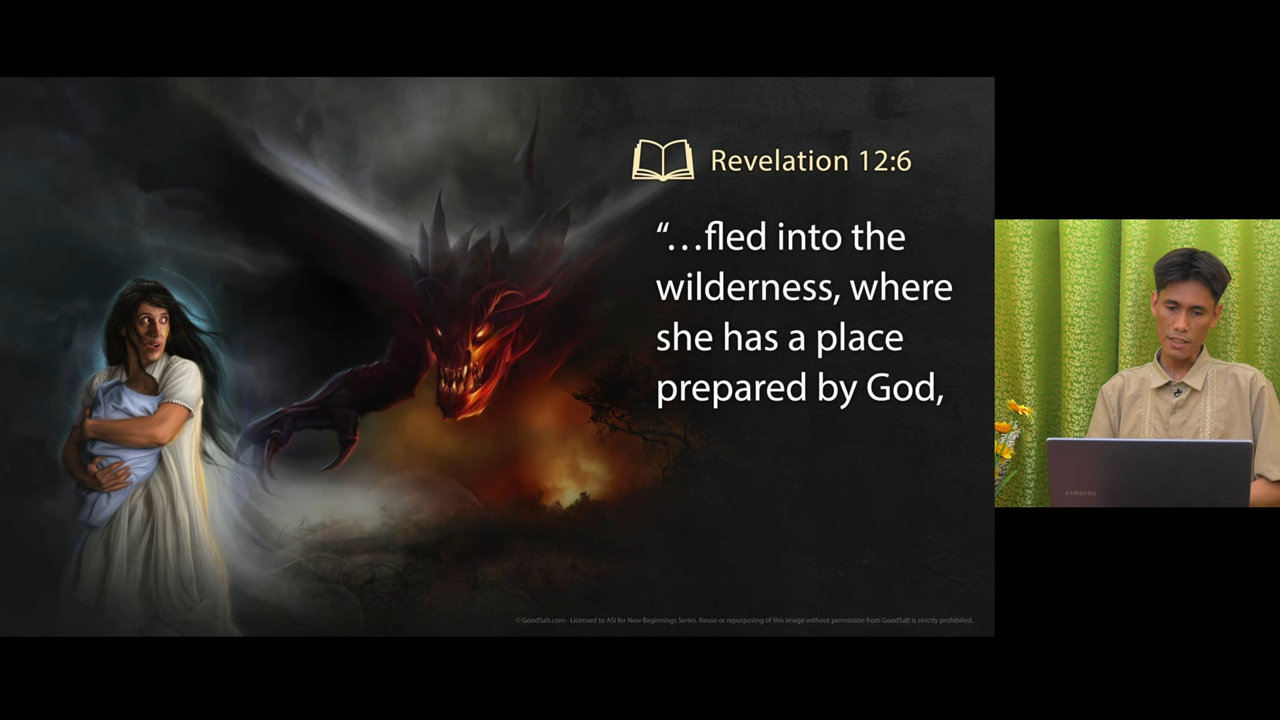 Revelation 12:6
“…fled into the
wilderness, where
she has a place
prepared by God,
© GoodSalt.com - Licensed to ASI for New Beginnings Series. Reuse or repurposing of this image without permission from GoodSalt is strictly prohibited.
SAMSUNG